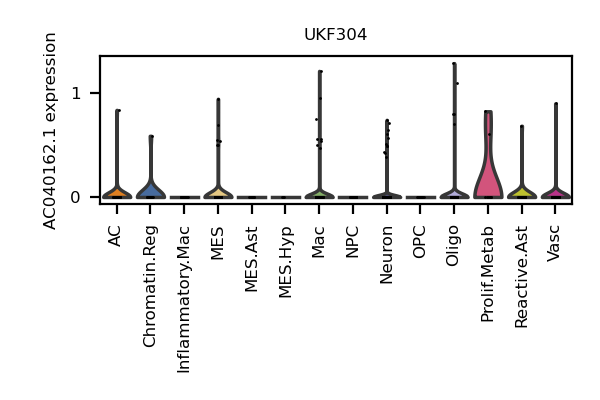 UKF304
AC040162.1 expression
1
0
AC
Chromatin.Reg
Inflammatory.Mac
MES
MES.Ast
MES.Hyp
Mac
NPC
Neuron
OPC
Oligo
Prolif.Metab
Reactive.Ast
Vasc